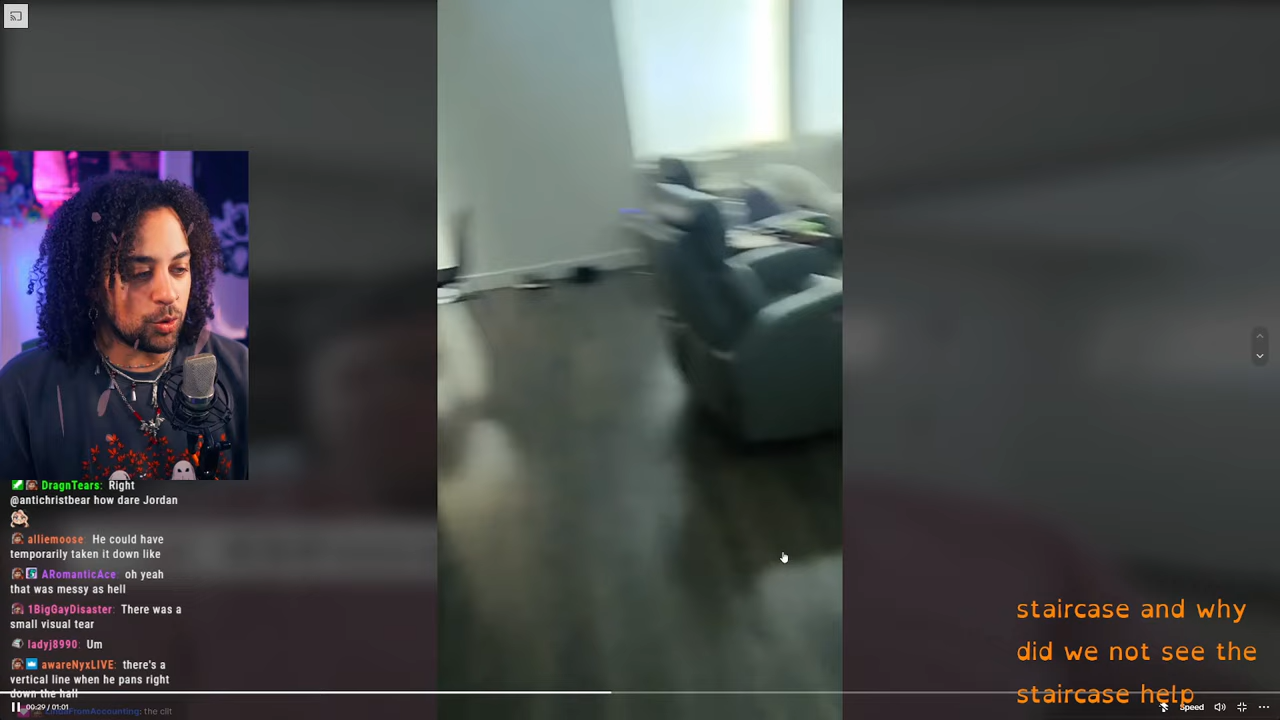 DragnTears: Right
@antichristbear how dare Jordan
alliemoose: He could have
temporarily taken it down like
ARomanticAce: oh yeah
that was messy as hell
1BigGayDisaster: There was a
small visual tear
ladyj8990: Um
awareNyxLIVE: there's a
vertical line when he pans right
down the hall
FromAccounting: the clit
00:29 / 01:01
staircase and why
did we not see the
staircase help
Speed